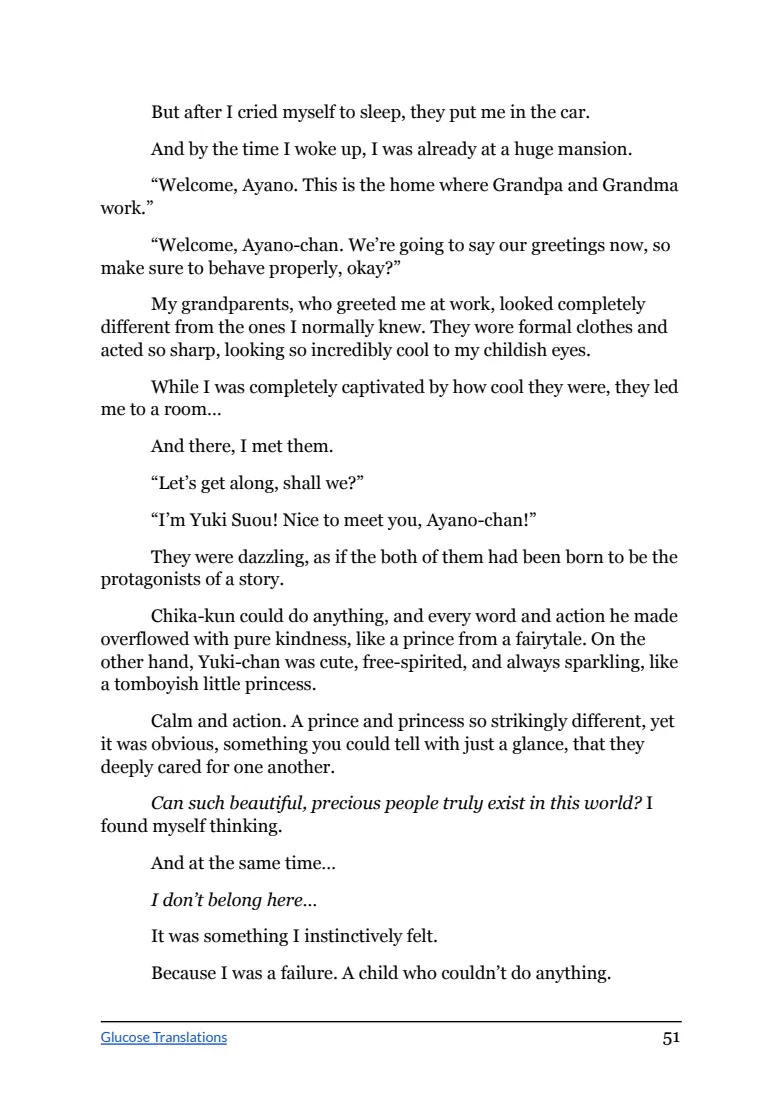 But after I cried myself to sleep, they put me in the car.
And by the time I woke up, I was already at a huge mansion.
“Welcome, Ayano. This is the home where Grandpa and Grandma
work.”
“Welcome, Ayano-chan. We’re going to say our greetings now, so
make sure to behave properly, okay?”
My grandparents, who greeted me at work, looked completely
different from the ones I normally knew. They wore formal clothes and
acted so sharp, looking so incredibly cool to my childish eyes.
While I was completely captivated by how cool they were, they led
me to a room…
And there, I met them.
“Let’s get along, shall we?”
“I’m Yuki Suou! Nice to meet you, Ayano-chan!”
They were dazzling, as if the both of them had been born to be the
protagonists of a story.
Chika-kun could do anything, and every word and action he made
overflowed with pure kindness, like a prince from a fairytale. On the
other hand, Yuki-chan was cute, free-spirited, and always sparkling, like
a tomboyish little princess.
Calm and action. A prince and princess so strikingly different, yet
it was obvious, something you could tell with just a glance, that they
deeply cared for one another.
Can such beautiful, precious people truly exist in this world? I
found myself thinking.
And at the same time…
I don’t belong here…
It was something I instinctively felt.
Because I was a failure. A child who couldn’t do anything.
Glucose Translations
51